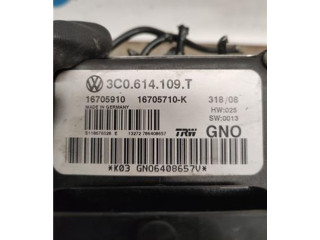 3C0.614.109.T
16705910 16705710-K 318/08
MADE IN GERMANY HW:025
SW:0013
TRW GNO
*K03 GNO6408657V*